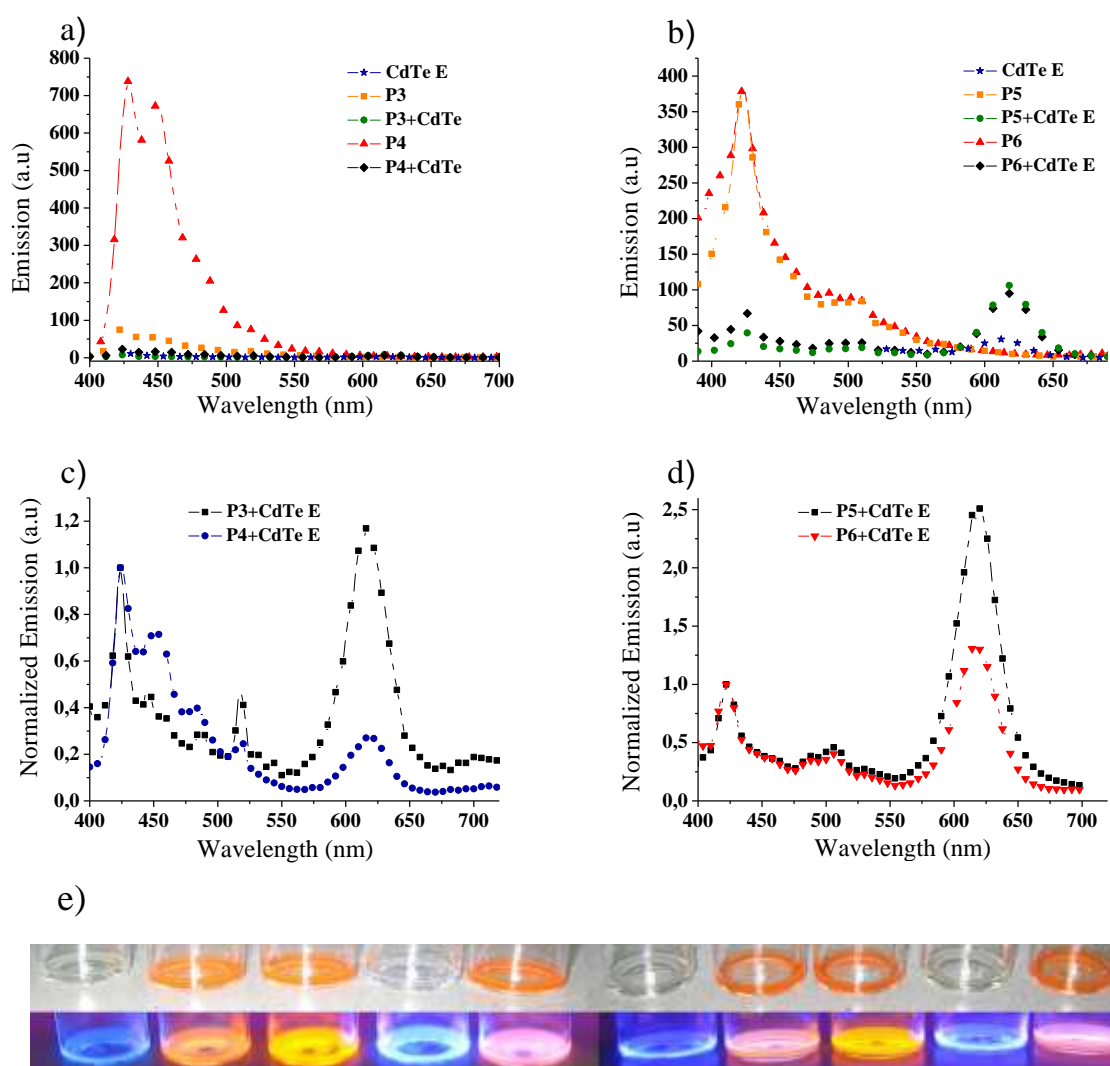 a)
800
700
600
500
400
300
200
100
0
Emission (a.u)
CdTe E
P3
P3+CdTe
P4
P4+CdTe
400 450 500 550 600 650 700
Wavelength (nm)
b)
400
350
300
250
200
150
100
50
0
Emission (a.u)
CdTe E
P5
P5+CdTe E
P6
P6+CdTe E
400 450 500 550 600 650
Wavelength (nm)
c)
1,2
1,0
0,8
0,6
0,4
0,2
0,0
Normalized Emission (a.u)
P3+CdTe E
P4+CdTe E
400 450 500 550 600 650 700
Wavelength (nm)
d)
2,5
2,0
1,5
1,0
0,5
0,0
Normalized Emission (a.u)
P5+CdTe E
P6+CdTe E
400 450 500 550 600 650 700
Wavelength (nm)
e)